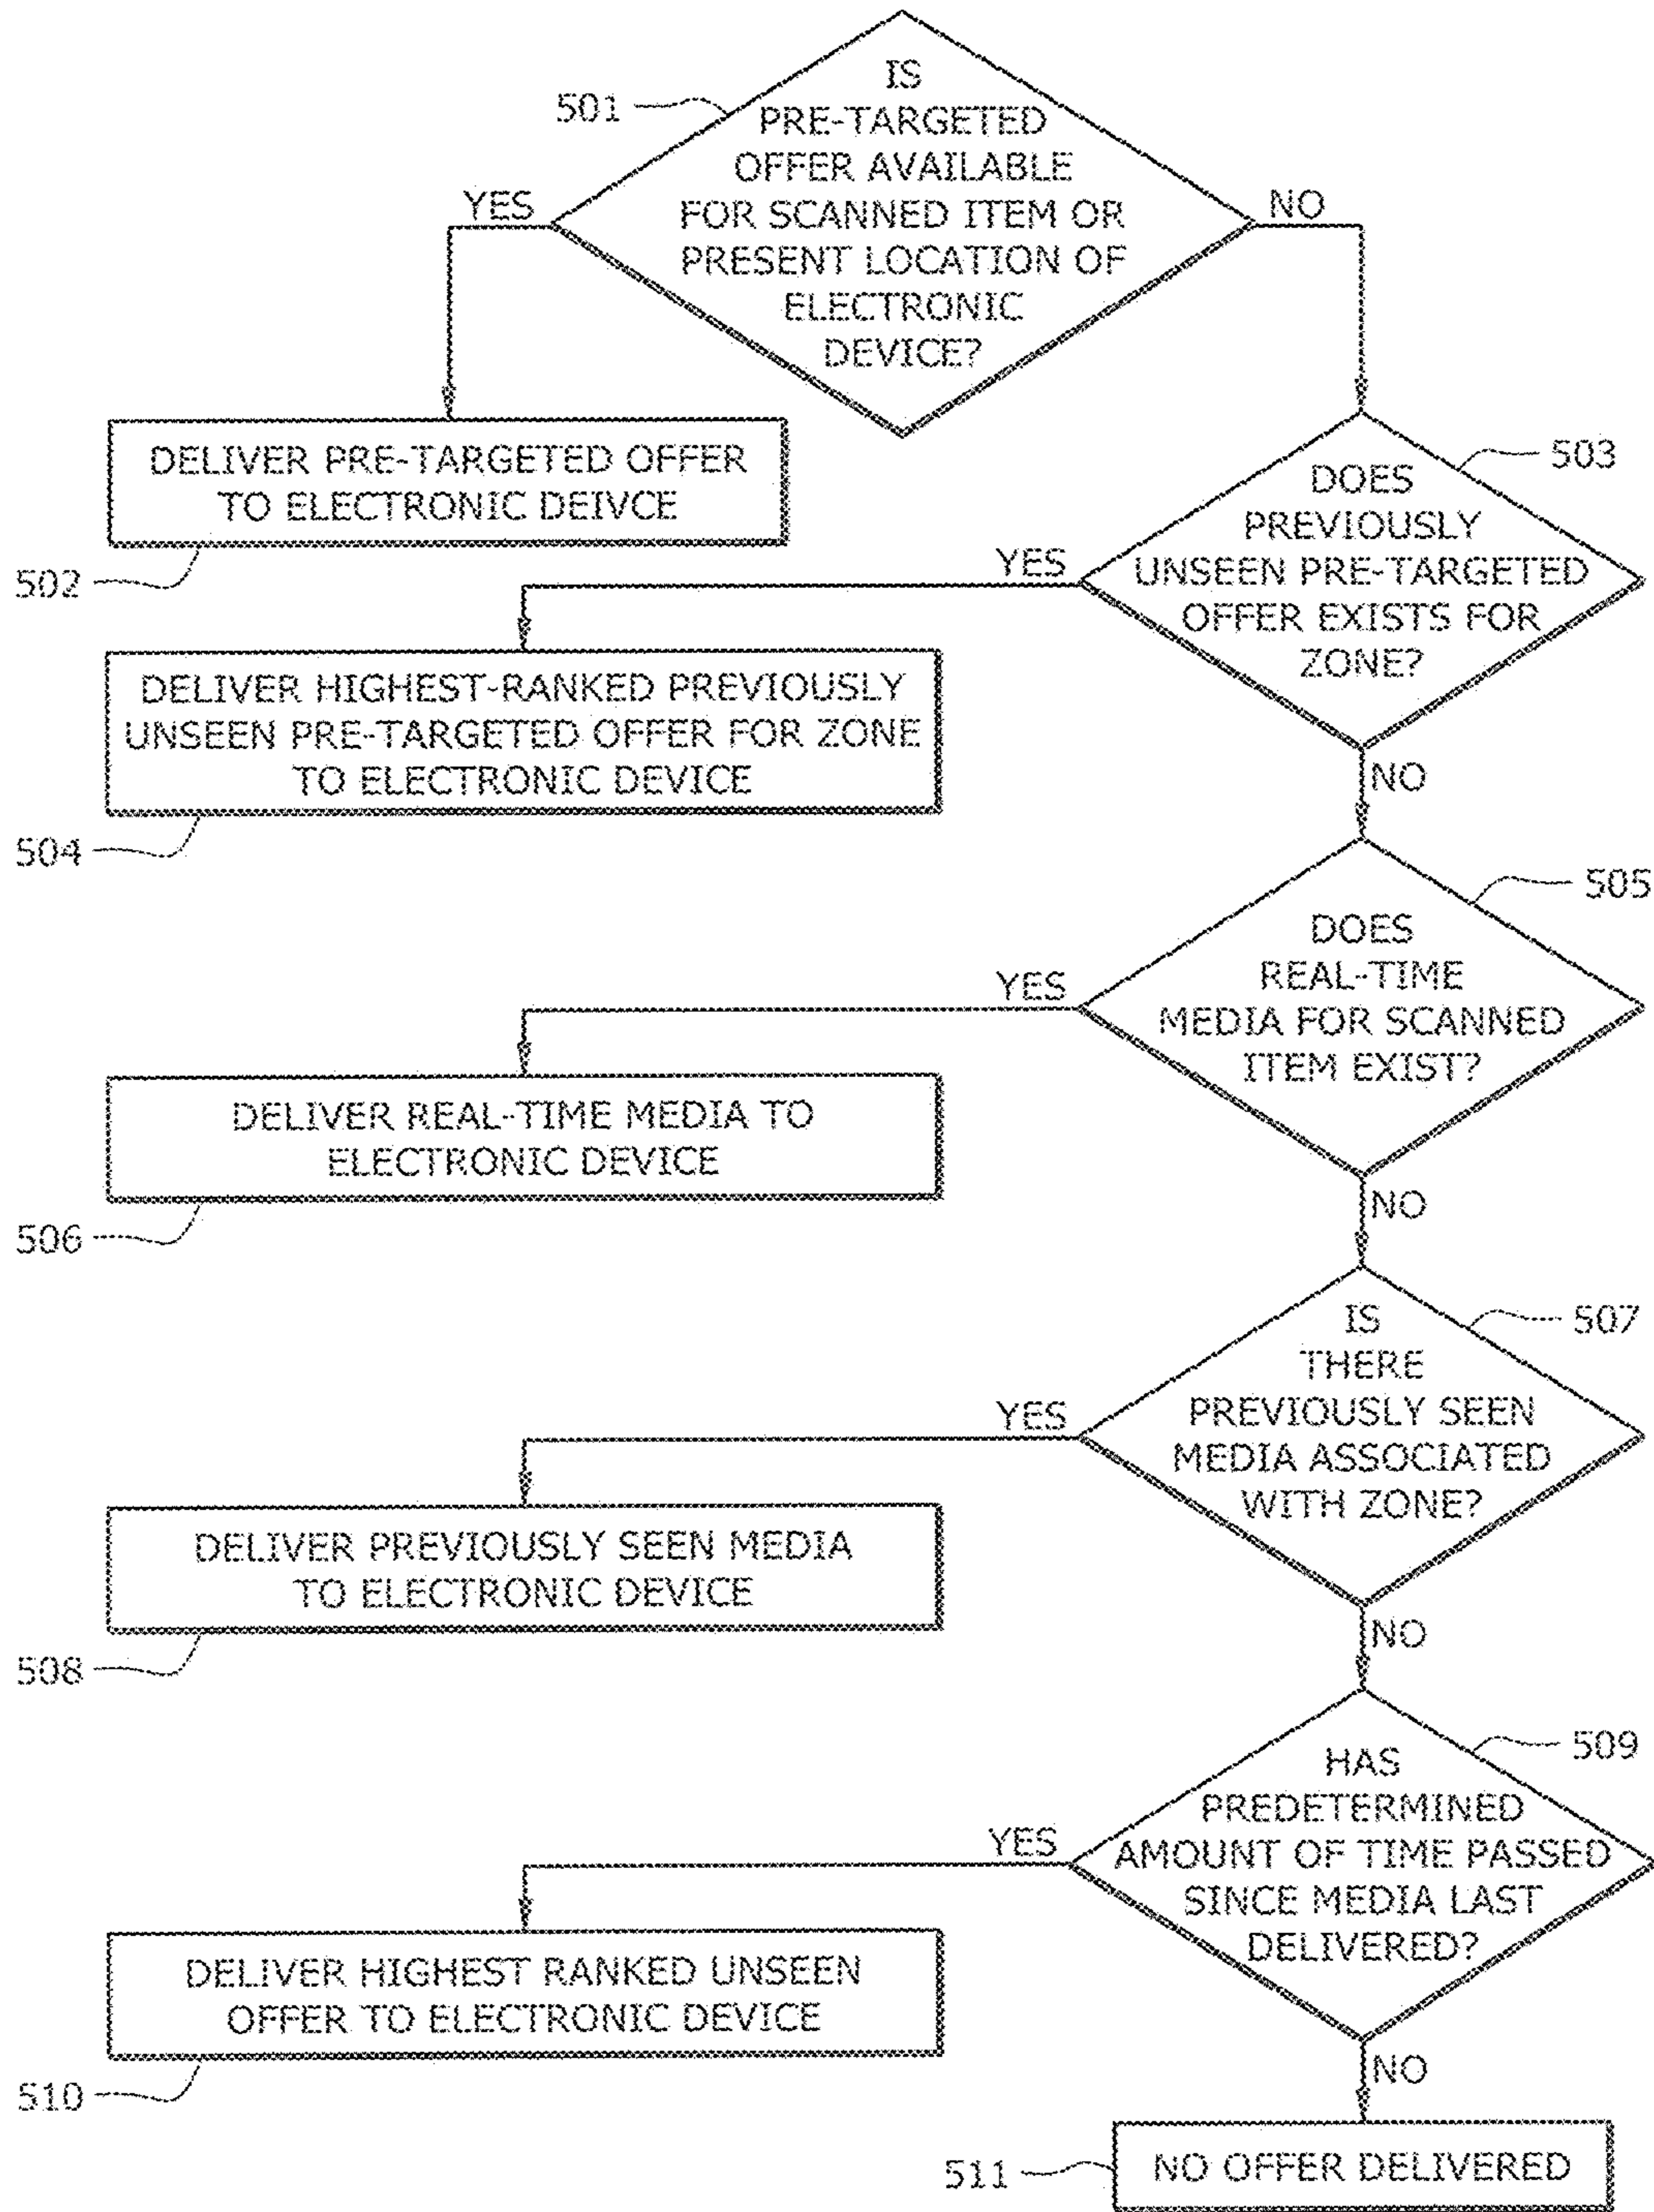 IS
PRE-TARGETED
OFFER AVAILABLE
FOR SCANNED ITEM OR
PRESENT LOCATION OF
ELECTRONIC
DEVICE?
501
YES
NO
DELIVER PRE-TARGETED OFFER
TO ELECTRONIC DEIVCE
502
503
DOES
PREVIOUSLY
UNSEEN PRE-TARGETED
OFFER EXISTS FOR
ZONE?
YES
NO
DELIVER HIGHEST-RANKED PREVIOUSLY
UNSEEN PRE-TARGETED OFFER FOR ZONE
TO ELECTRONIC DEVICE
504
505
DOES
REAL-TIME
MEDIA FOR SCANNED
ITEM EXIST?
YES
NO
DELIVER REAL-TIME MEDIA TO
ELECTRONIC DEVICE
506
507
IS
THERE
PREVIOUSLY SEEN
MEDIA ASSOCIATED
WITH ZONE?
YES
NO
DELIVER PREVIOUSLY SEEN MEDIA
TO ELECTRONIC DEVICE
508
509
HAS
PREDETERMINED
AMOUNT OF TIME PASSED
SINCE MEDIA LAST
DELIVERED?
YES
NO
DELIVER HIGHEST RANKED UNSEEN
OFFER TO ELECTRONIC DEVICE
510
511
NO OFFER DELIVERED